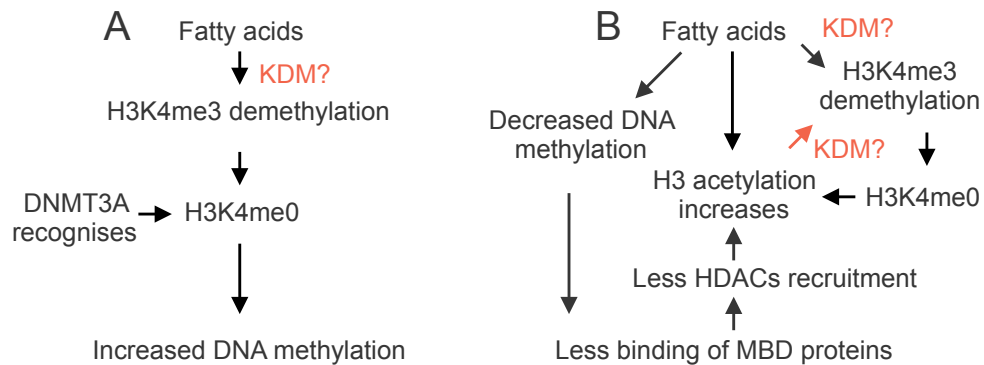 A
Fatty acids
KDM?
H3K4me3 demethylation
DNMT3A
recognises
H3K4me0
Increased DNA methylation
B
Fatty acids
KDM?
H3K4me3
demethylation
Decreased DNA
methylation
KDM?
H3 acetylation
increases
H3K4me0
Less HDACs recruitment
Less binding of MBD proteins